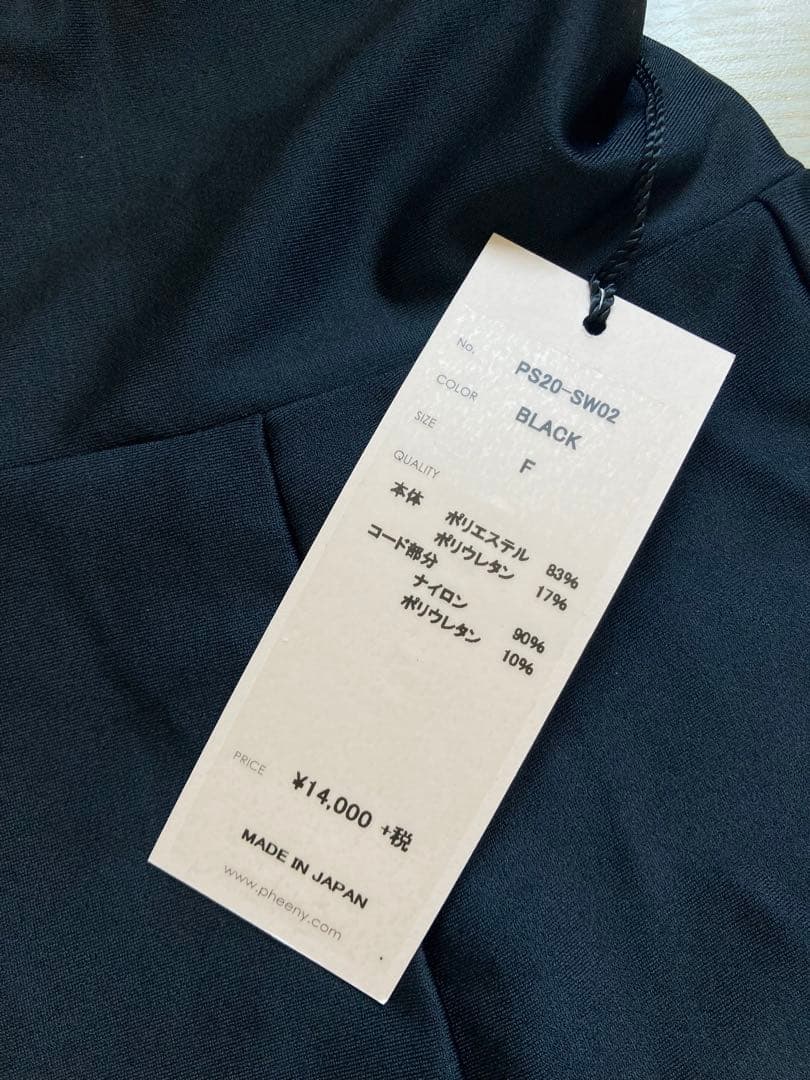 No. PS20-SW02
COLOR BLACK
SIZE F
QUALITY
本体 ポリエステル 83%
ポリウレタン 17%
コード部分
ナイロン 90%
ポリウレタン 10%
PRICE ¥14,000 +税
MADE IN JAPAN
www.pheeny.com